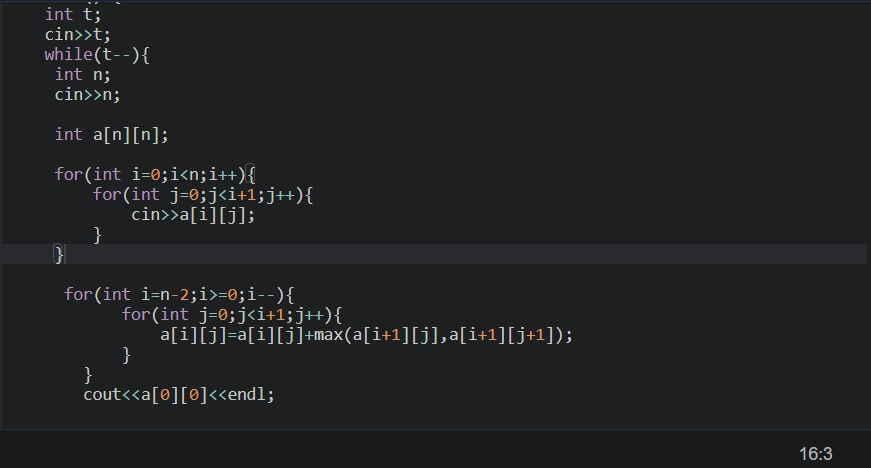 int t;
cin>>t;
while(t--){
int n;
cin>>n;
int a[n][n];
for(int i=0;i<n;i++){
for(int j=0;j<i+1;j++){
cin>>a[i][j];
}
}
for(int i=n-2;i>=0;i--){
for(int j=0;j<i+1;j++){
a[i][j]=a[i][j]+max(a[i+1][j],a[i+1][j+1]);
}
}
cout<<a[0][0]<<endl;
16:3